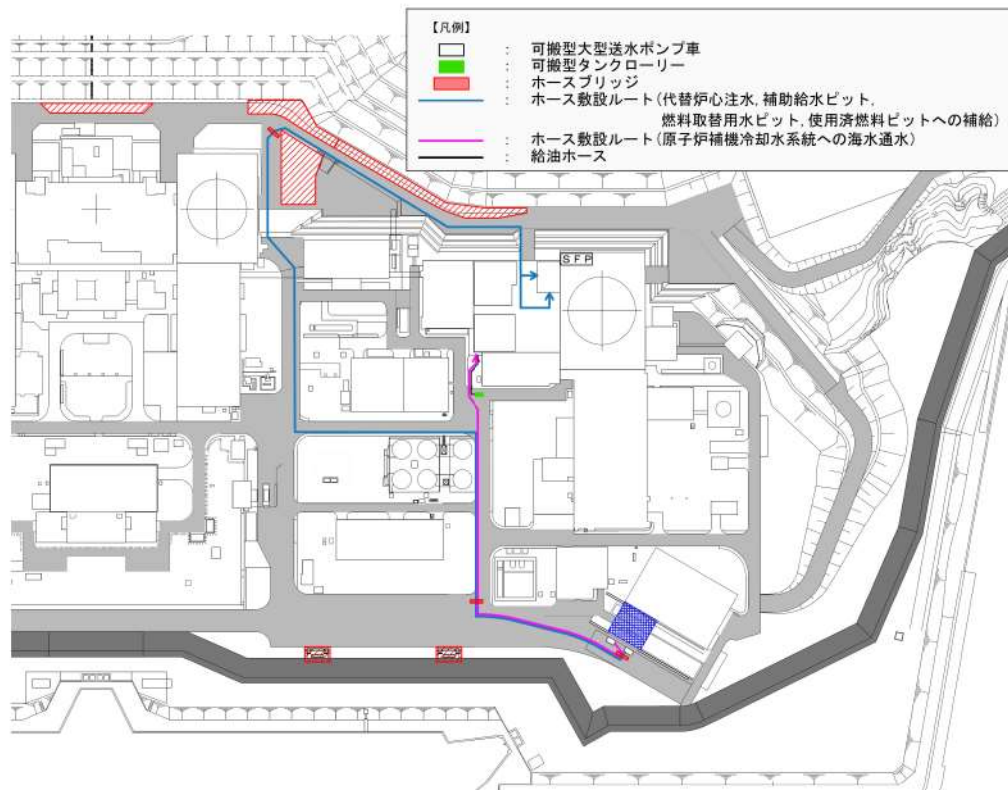 【凡例】
： 可搬型大型送水ポンプ車
： 可搬型タンクローリー
： ホースブリッジ
： ホース敷設ルート(代替炉心注水，補助給水ピット，
燃料取替用水ピット，使用済燃料ピットへの補給)
： ホース敷設ルート(原子炉補機冷却水系統への海水通水)
： 給油ホース
SFP